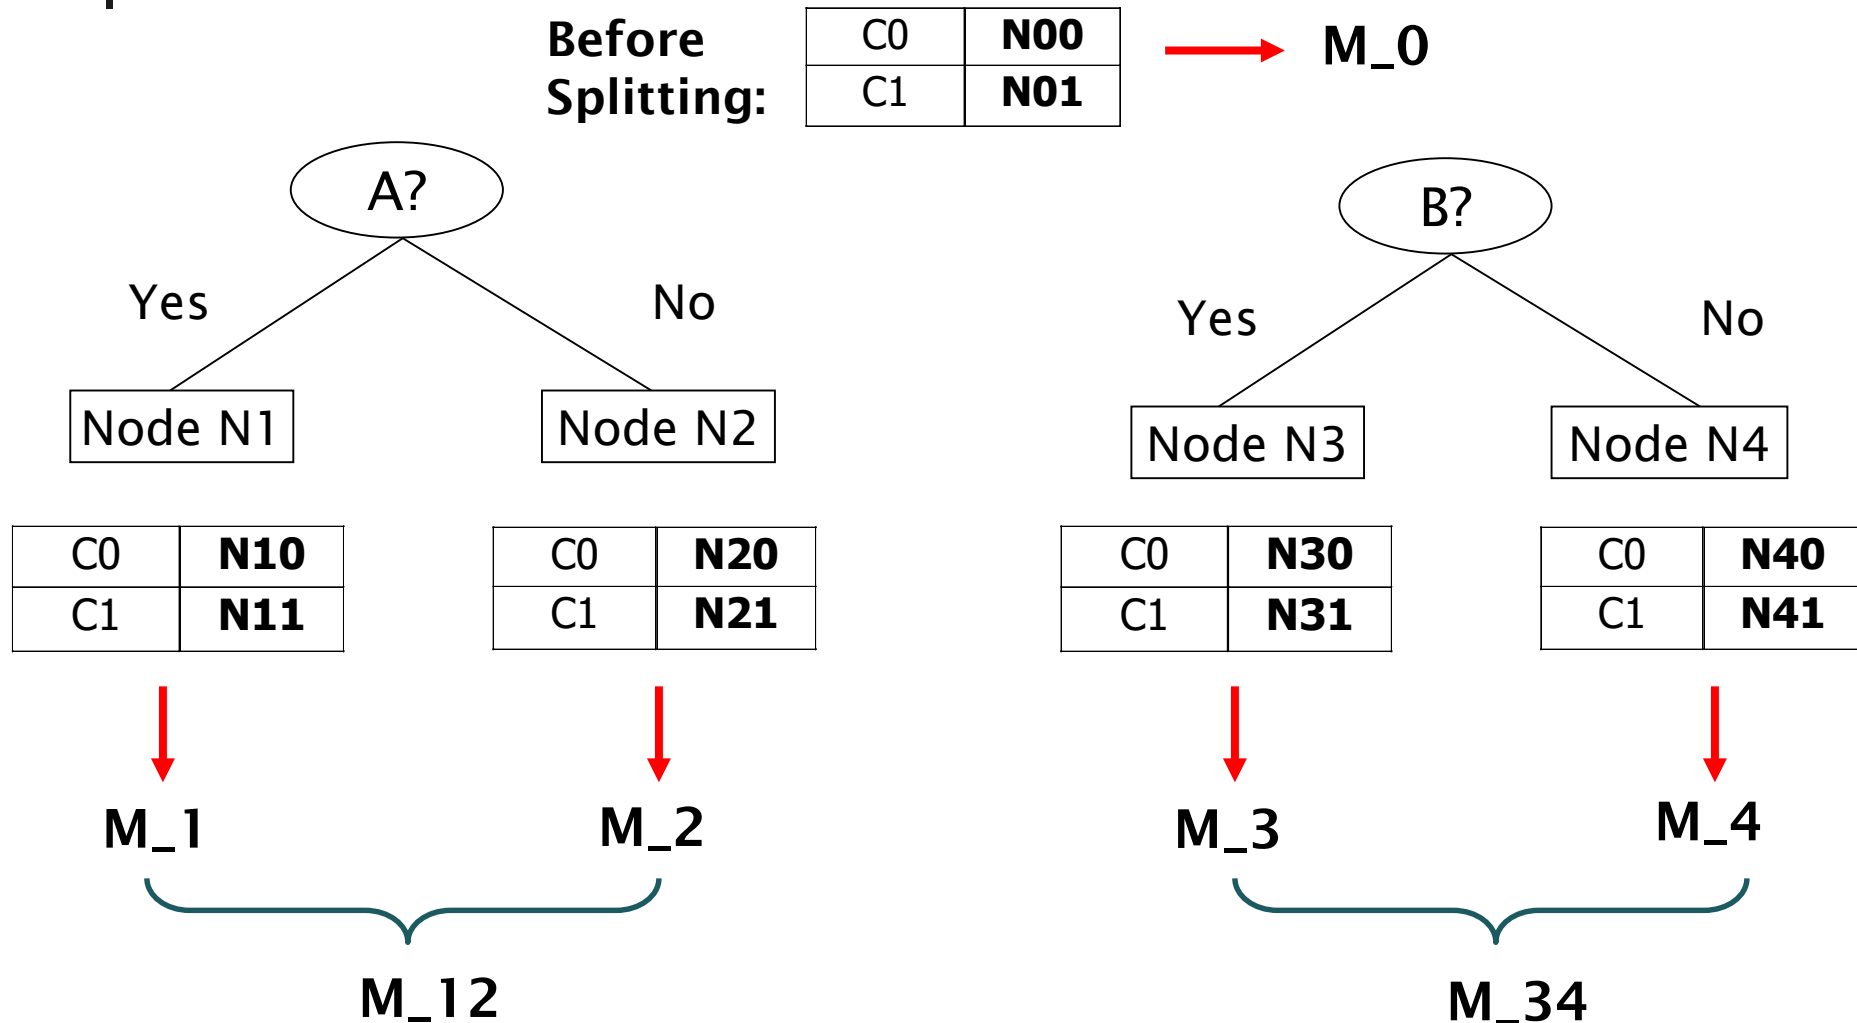 Before
Splitting:
C0 N00
C1 N01
M_0
A?
B?
Yes No
Yes No
Node N1 Node N2
Node N3 Node N4
C0 N10
C1 N11
C0 N20
C1 N21
C0 N30
C1 N31
C0 N40
C1 N41
M_1 M_2
M_3 M_4
M_12
M_34